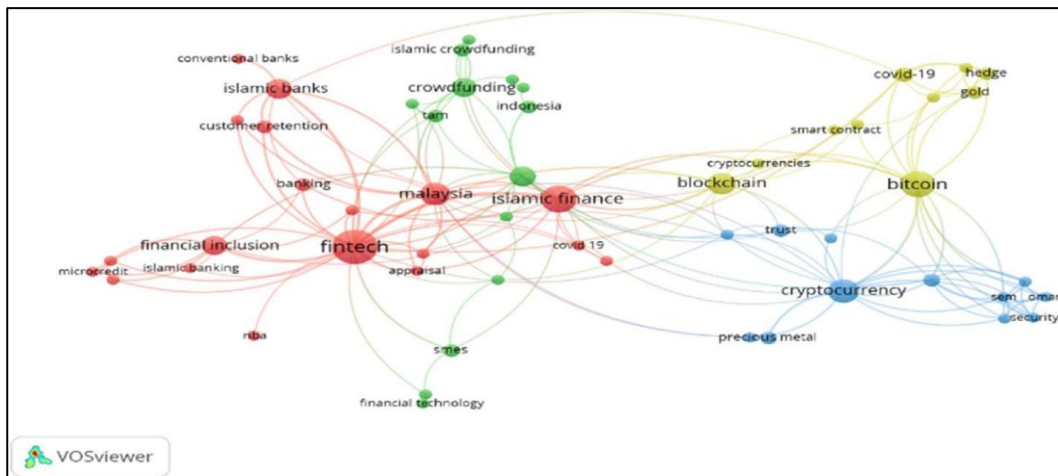 islamic crowdfunding
conventional banks
islamic banks
crowdfunding
covid-19
hedge
gold
indonesia
tam
customer retention
smart contract
cryptocurrencies
banking
malaysia
blockchain
bitcoin
islamic finance
trust
financial inclusion
fintech
covid 19
microcredit
islamic banking
appraisal
cryptocurrency
sem
oman
security
riba
precious metal
smes
financial technology
VOSviewer